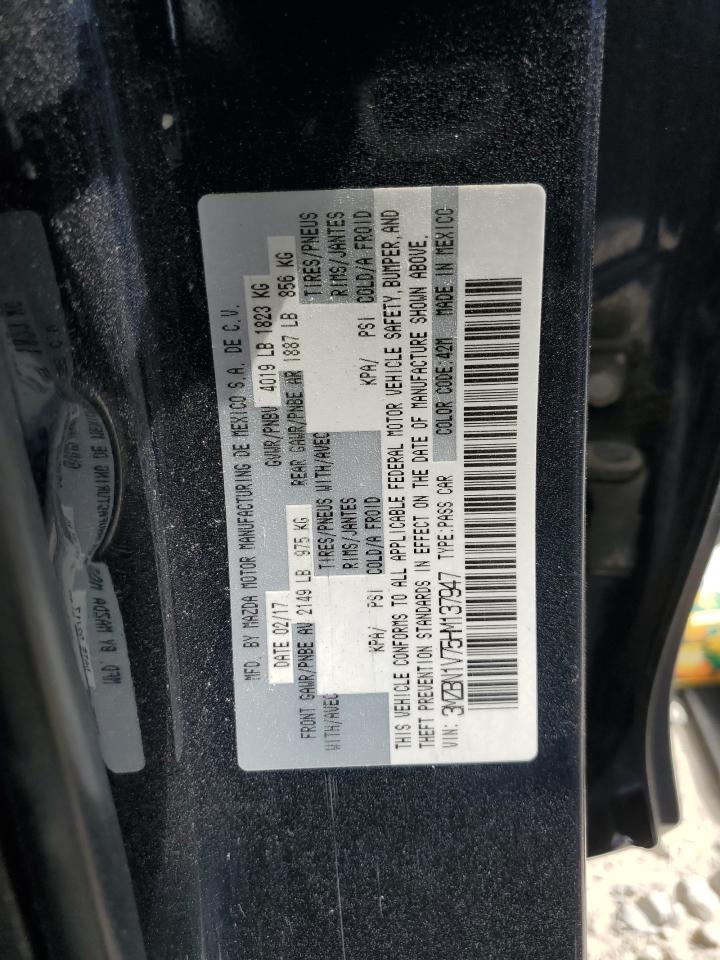 MFD. BY MAZDA MOTOR MANUFACTURING DE MEXICO S.A. DE C.V.
DATE 02/17 GVWR/PNBV 4019 LB 1823 KG
FRONT GAWR/PNBE AV 2149 LB 975 KG REAR GAWR/PNBE AR 1887 LB 856 KG
WITH/AVEC TIRES/PNEUS WITH/AVEC TIRES/PNEUS
RIMS/JANTES RIMS/JANTES
KPA/ PSI COLD/A FROID KPA/ PSI COLD/A FROID
THIS VEHICLE CONFORMS TO ALL APPLICABLE FEDERAL MOTOR VEHICLE SAFETY, BUMPER, AND
THEFT PREVENTION STANDARDS IN EFFECT ON THE DATE OF MANUFACTURE SHOWN ABOVE.
VIN: 3MZBN1V75HM137947 TYPE:PASS CAR COLOR CODE:42M MADE IN MEXICO